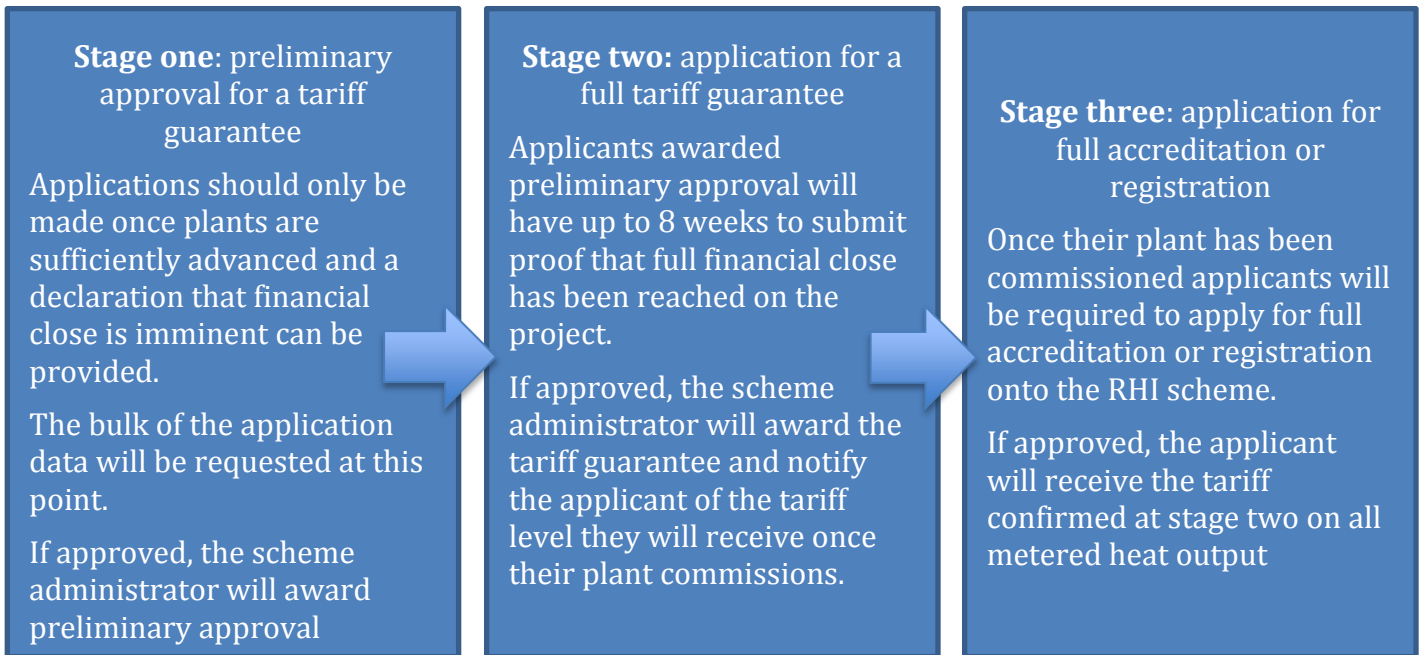 Stage one: preliminary
approval for a tariff
guarantee
Applications should only be
made once plants are
sufficiently advanced and a
declaration that financial
close is imminent can be
provided.
The bulk of the application
data will be requested at this
point.
If approved, the scheme
administrator will award
preliminary approval
Stage two: application for a
full tariff guarantee
Applicants awarded
preliminary approval will
have up to 8 weeks to submit
proof that full financial close
has been reached on the
project.
If approved, the scheme
administrator will award the
tariff guarantee and notify
the applicant of the tariff
level they will receive once
their plant commissions.
Stage three: application for
full accreditation or
registration
Once their plant has been
commissioned applicants will
be required to apply for full
accreditation or registration
onto the RHI scheme.
If approved, the applicant
will receive the tariff
confirmed at stage two on all
metered heat output